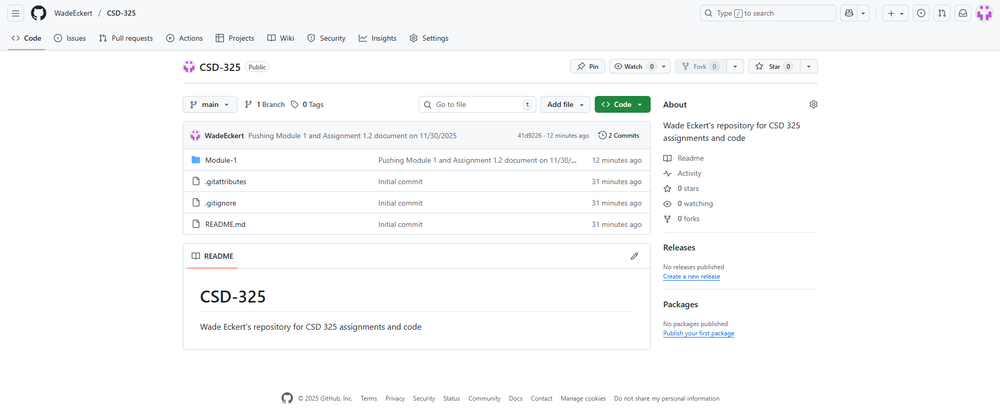 WadeEckert / CSD-325
Type / to search
Code Issues Pull requests Actions Projects Wiki Security Insights Settings
CSD-325 Public
Pin Watch 0 Fork 0 Star 0
main 1 Branch 0 Tags
Go to file t Add file Code
WadeEckert Pushing Module 1 and Assignment 1.2 document on 11/30/2025 41d9226 · 12 minutes ago 2 Commits
Module-1 Pushing Module 1 and Assignment 1.2 document on 11/30/... 12 minutes ago
.gitattributes Initial commit 31 minutes ago
.gitignore Initial commit 31 minutes ago
README.md Initial commit 31 minutes ago
README
CSD-325
Wade Eckert's repository for CSD 325 assignments and code
About
Wade Eckert's repository for CSD 325
assignments and code
Readme
Activity
0 stars
0 watching
0 forks
Releases
No releases published
Create a new release
Packages
No packages published
Publish your first package
© 2025 GitHub, Inc. Terms Privacy Security Status Community Docs Contact Manage cookies Do not share my personal information